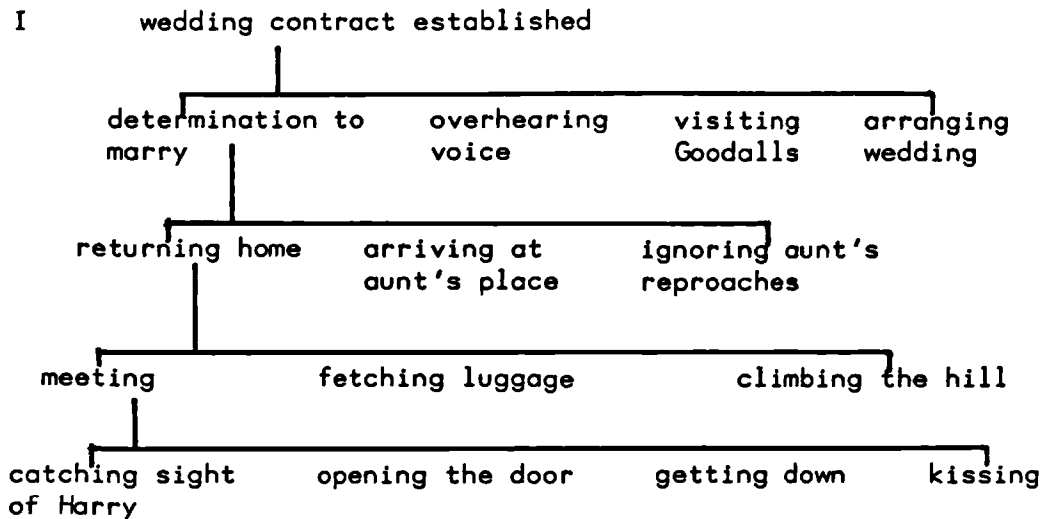 I wedding contract established
determination to overhearing visiting arranging
marry voice Goodalls wedding
returning home arriving at ignoring aunt's
aunt's place reproaches
meeting fetching luggage climbing the hill
catching sight opening the door getting down kissing
of Harry